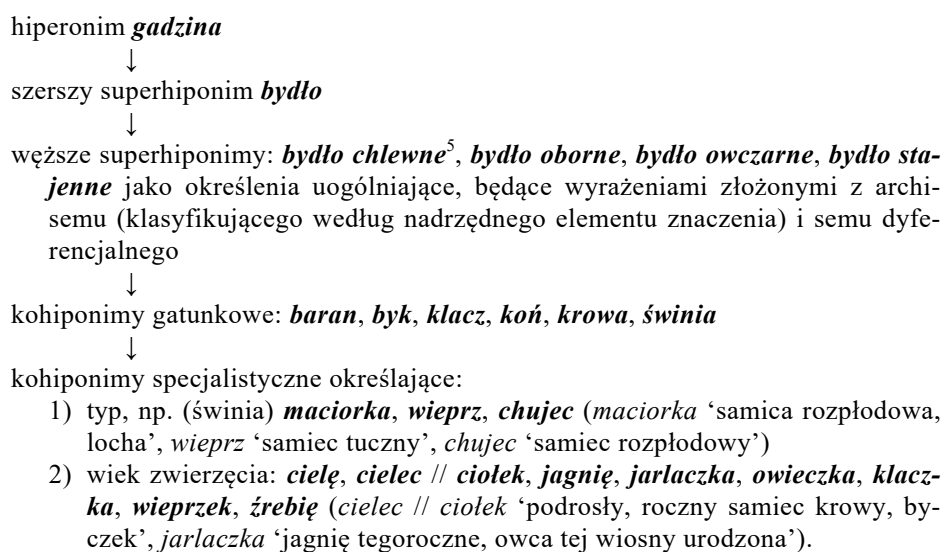 hiperonim gadzina
↓
szerszy superhiponim bydło
↓
węższe superhiponimy: bydło chlewne5, bydło oborne, bydło owczarne, bydło sta-
jenne jako określenia uogólniające, będące wyrażeniami złożonymi z archi-
semu (klasyfikującego według nadrzędnego elementu znaczenia) i semu dyfe-
rencjalnego
↓
kohiponimy gatunkowe: baran, byk, klacz, koń, krowa, świnia
↓
kohiponimy specjalistyczne określające:
1) typ, np. (świnia) maciorka, wieprz, chujec (maciorka ‘samica rozpłodowa,
locha’, wieprz ‘samiec tuczny’, chujec ‘samiec rozpłodowy’)
2) wiek zwierzęcia: cielę, cielec // ciołek, jagnię, jarlaczka, owieczka, klacz-
ka, wieprzek, źrebię (cielec // ciołek ‘podrosły, roczny samiec krowy, by-
czek’, jarlaczka ‘jagnię tegoroczne, owca tej wiosny urodzona’).